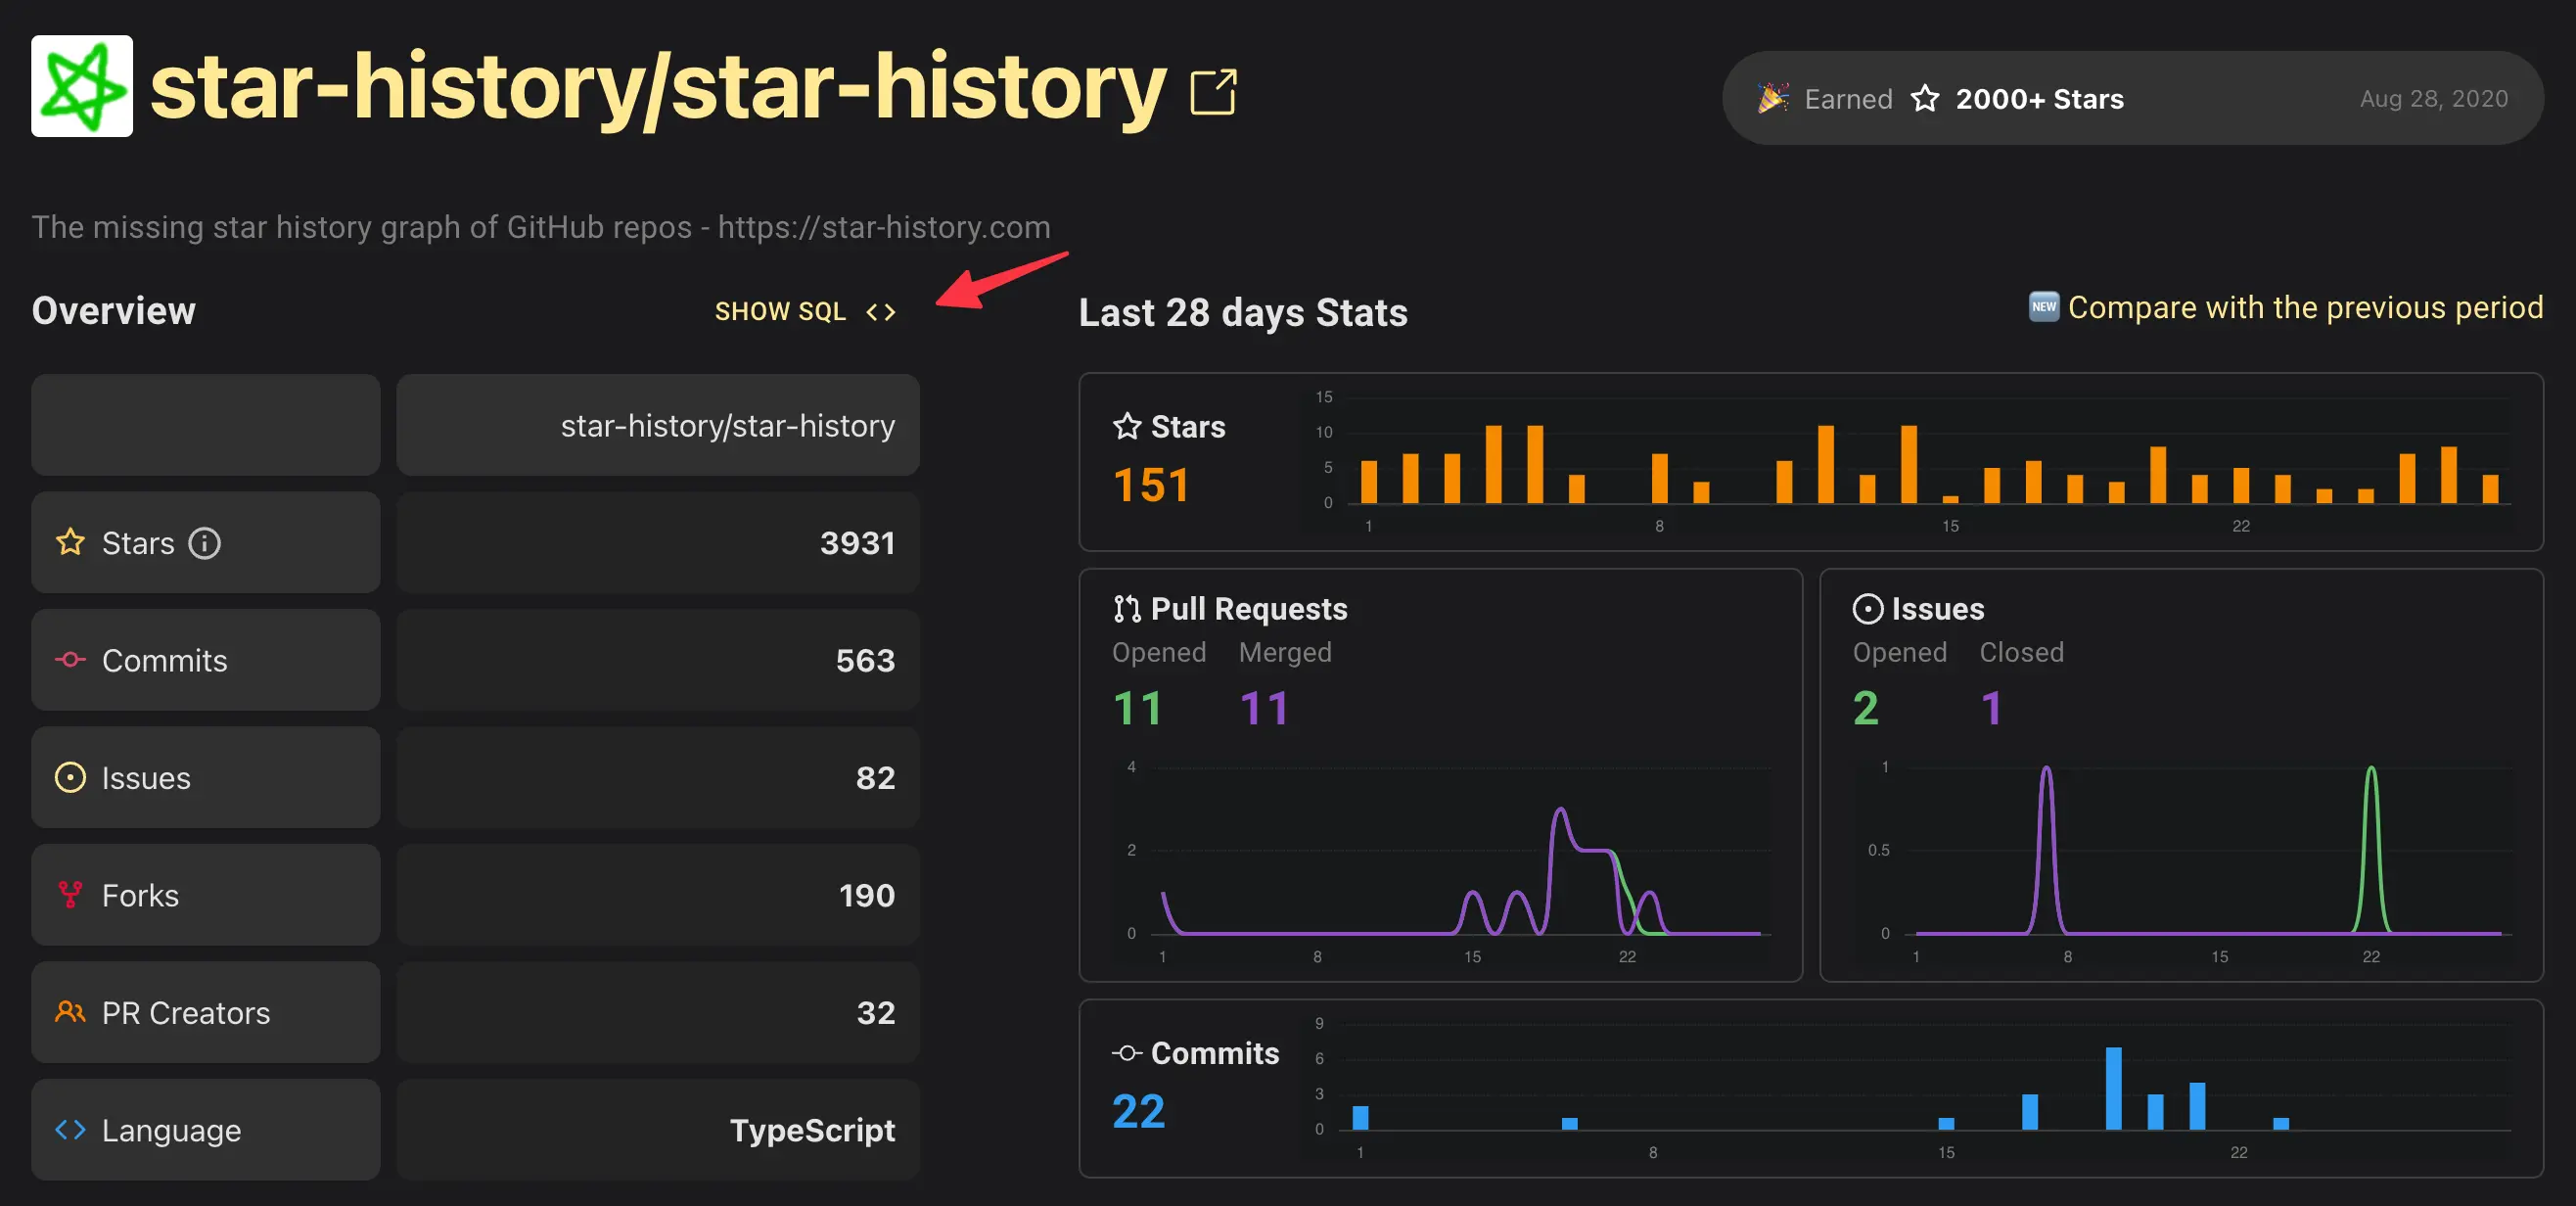 star-history/star-history
Earned 2000+ Stars Aug 28, 2020
The missing star history graph of GitHub repos - https://star-history.com
Overview
SHOW SQL <>
star-history/star-history
Stars 3931
Commits 563
Issues 82
Forks 190
PR Creators 32
Language TypeScript
Last 28 days Stats
NEW Compare with the previous period
Stars
151
15
10
5
0
1 8 15 22
Pull Requests
Opened Merged
11 11
4
2
0
1 8 15 22
Issues
Opened Closed
2 1
1
0.5
0
1 8 15 22
Commits
22
9
6
3
0
1 8 15 22